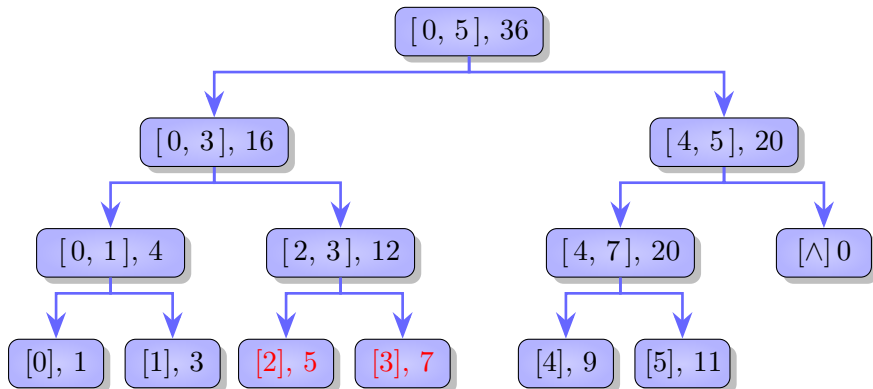 [ 0, 5 ], 36
[ 0, 3 ], 16
[ 4, 5 ], 20
[ 0, 1 ], 4
[ 2, 3 ], 12
[ 4, 7 ], 20
[∧] 0
[0], 1
[1], 3
[2], 5
[3], 7
[4], 9
[5], 11